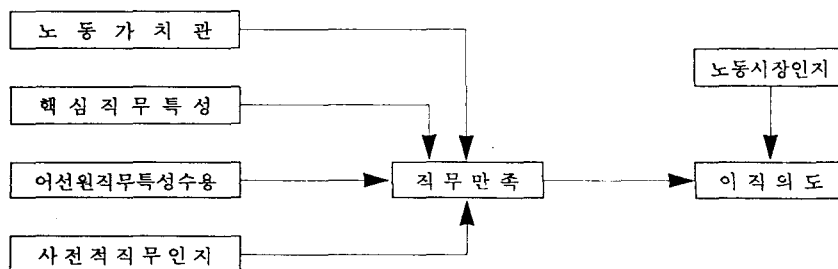 노 동 가 치 관
노동시장인지
핵 심 직 무 특 성
어선원직무특성수용
직 무 만 족
이 직 의 도
사 전 적 직 무 인 지